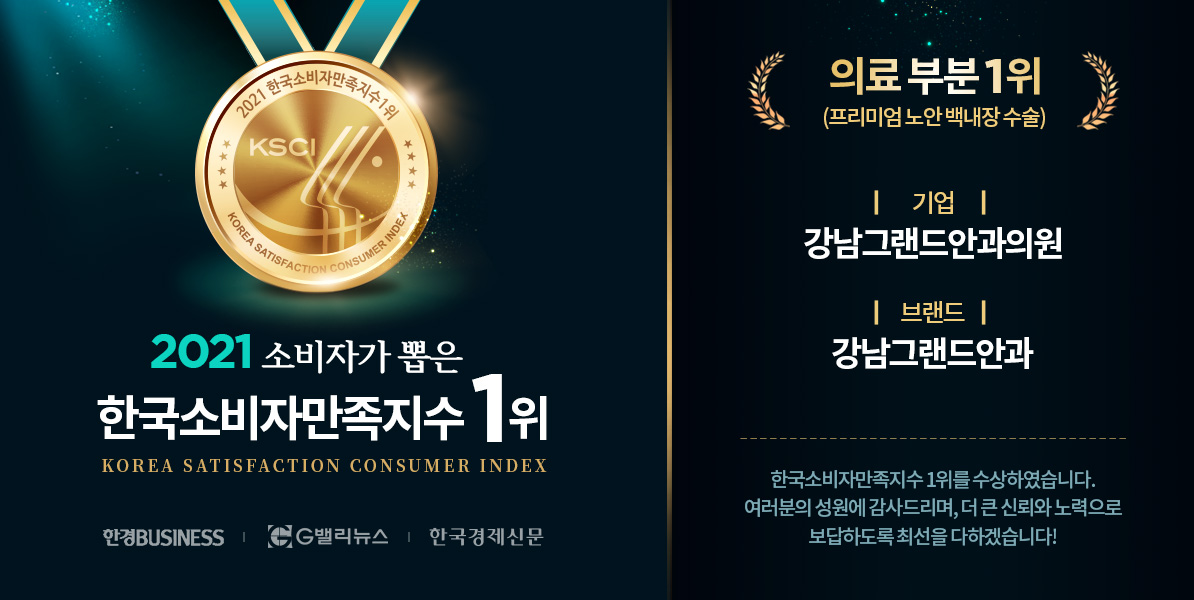 2021 한국소비자만족지수1위
KSCI
KOREA SATISFACTION CONSUMER INDEX
2021 소비자가 뽑은
한국소비자만족지수 1위
KOREA SATISFACTION CONSUMER INDEX
한경BUSINESS | G밸리뉴스 | 한국경제신문
의료 부분 1위
(프리미엄 노안 백내장 수술)
| 기업 |
강남그랜드안과의원
| 브랜드 |
강남그랜드안과
한국소비자만족지수 1위를 수상하였습니다.
여러분의 성원에 감사드리며, 더 큰 신뢰와 노력으로
보답하도록 최선을 다하겠습니다!